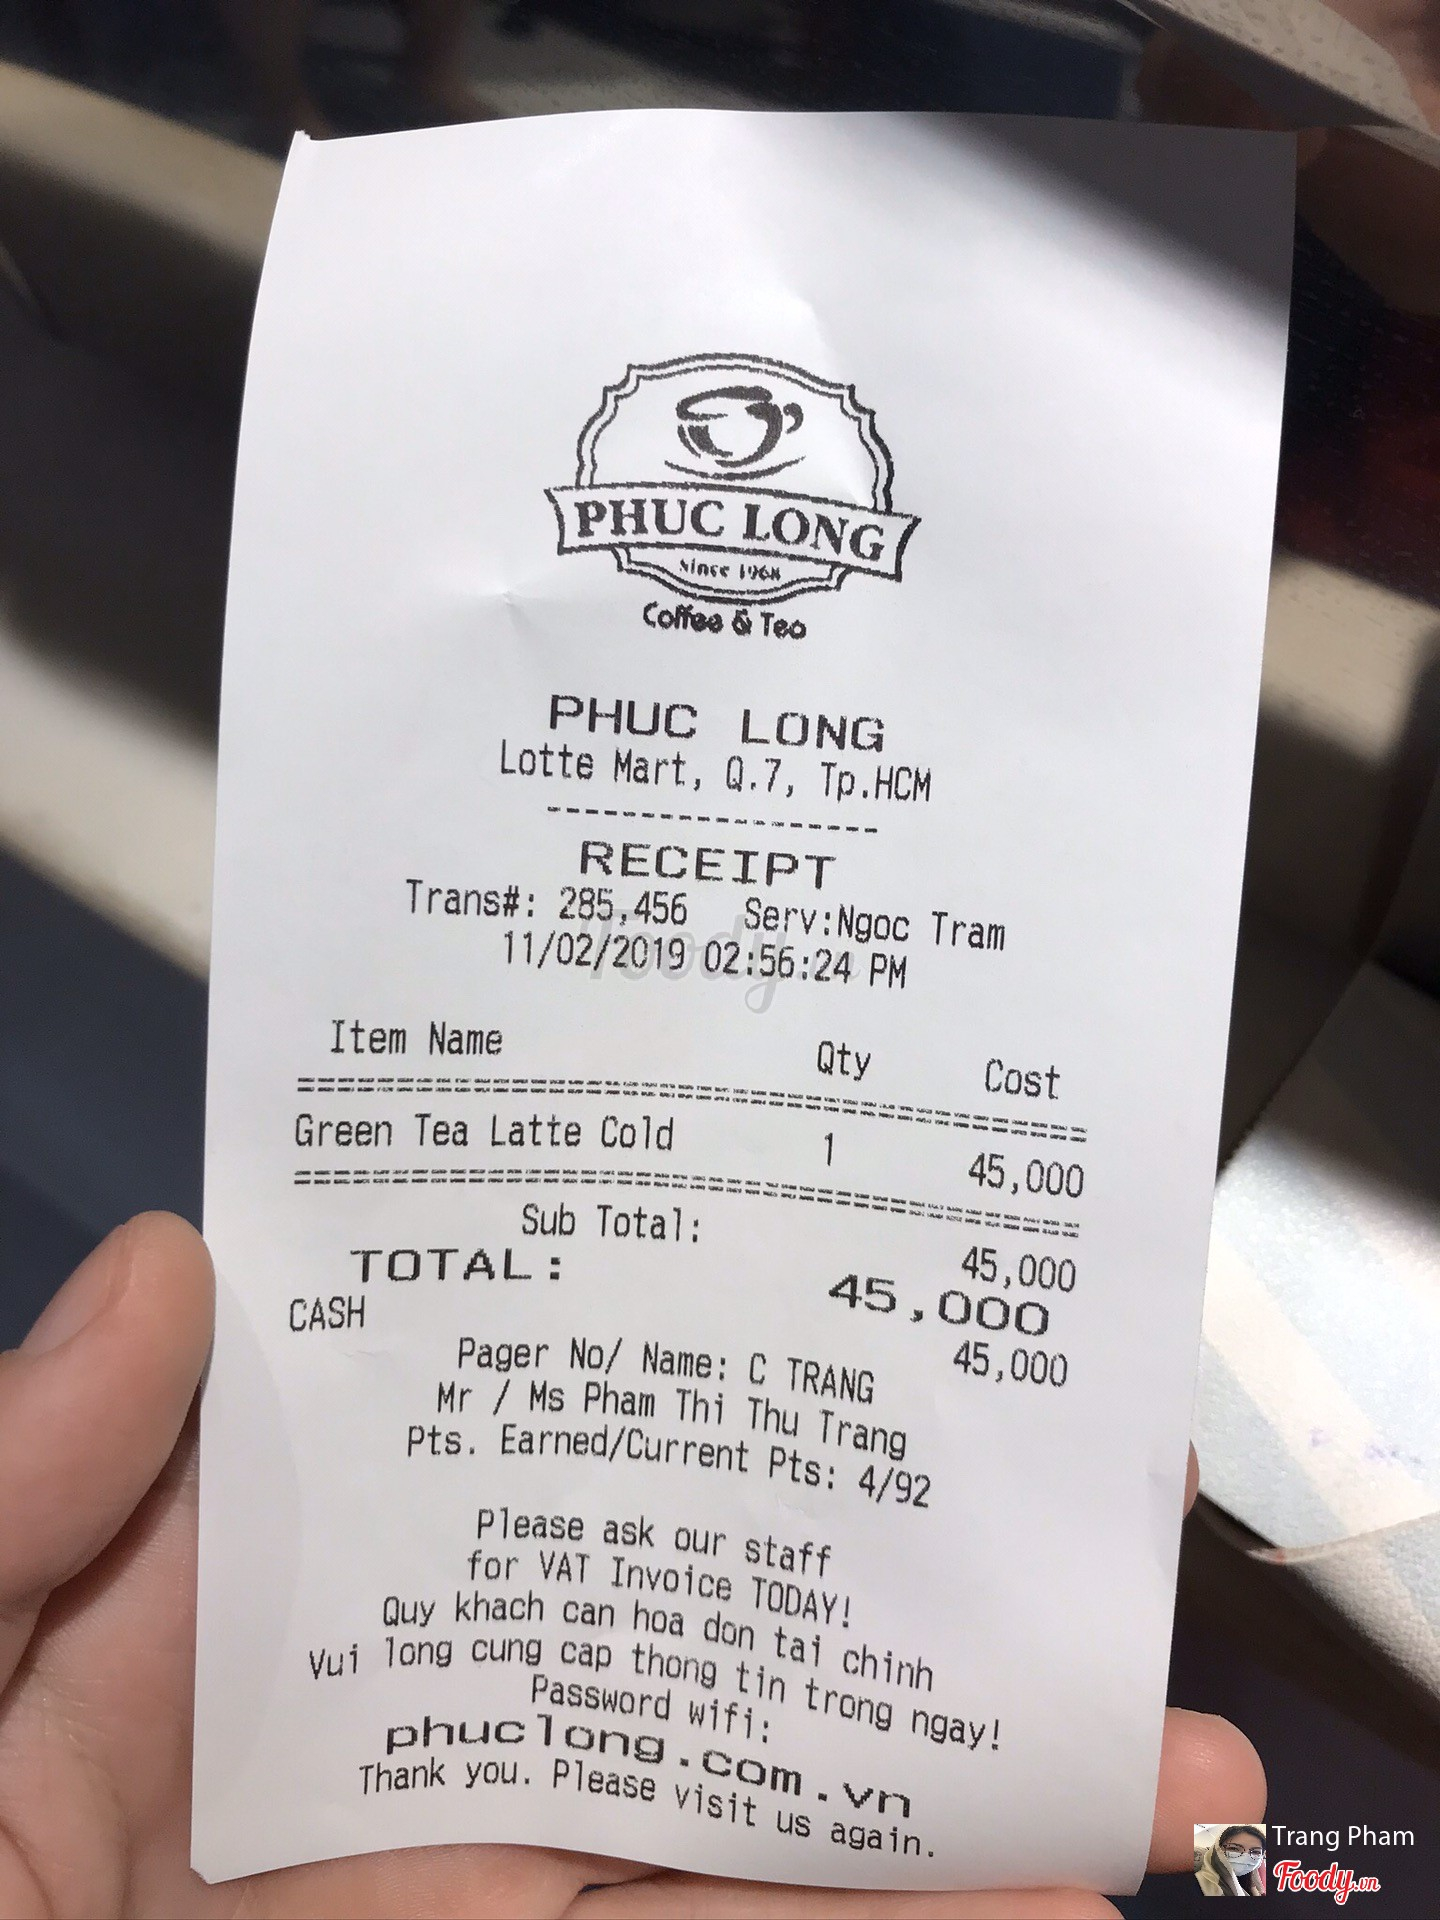 PHUC LONG
Since 1968
Coffee & Tea
PHUC LONG
Lotte Mart, Q.7, Tp.HCM
------------------
RECEIPT
Trans#: 285,456 Serv:Ngoc Tram
11/02/2019 02:56:24 PM
Foody
Item Name Qty Cost
Green Tea Latte Cold 1 45,000
Sub Total: 45,000
TOTAL: 45,000
CASH 45,000
Pager No/ Name: C TRANG
Mr / Ms Pham Thi Thu Trang
Pts. Earned/Current Pts: 4/92
Please ask our staff
for VAT Invoice TODAY!
Quy khach can hoa don tai chinh
Vui long cung cap thong tin trong ngay!
Password wifi:
phuclong.com.vn
Thank you. Please visit us again.
Trang Pham
Foody.vn